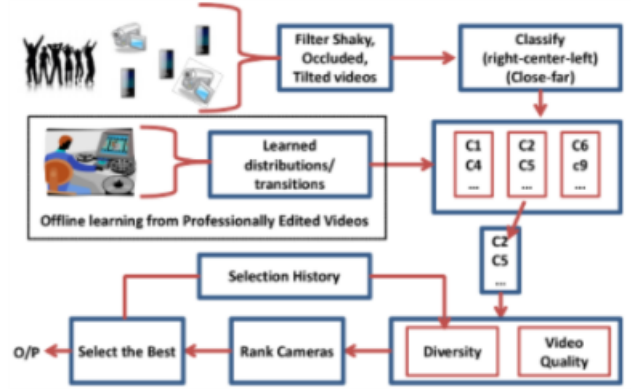 Filter Shaky,
Occluded,
Tilted videos
Classify
(right-center-left)
(Close-far)
Learned
distributions/
transitions
Offline learning from Professionally Edited Videos
C1
C4
...
C2
C5
...
C6
c9
...
C2
C5
...
Selection History
Diversity
Video
Quality
Rank Cameras
Select the Best
O/P